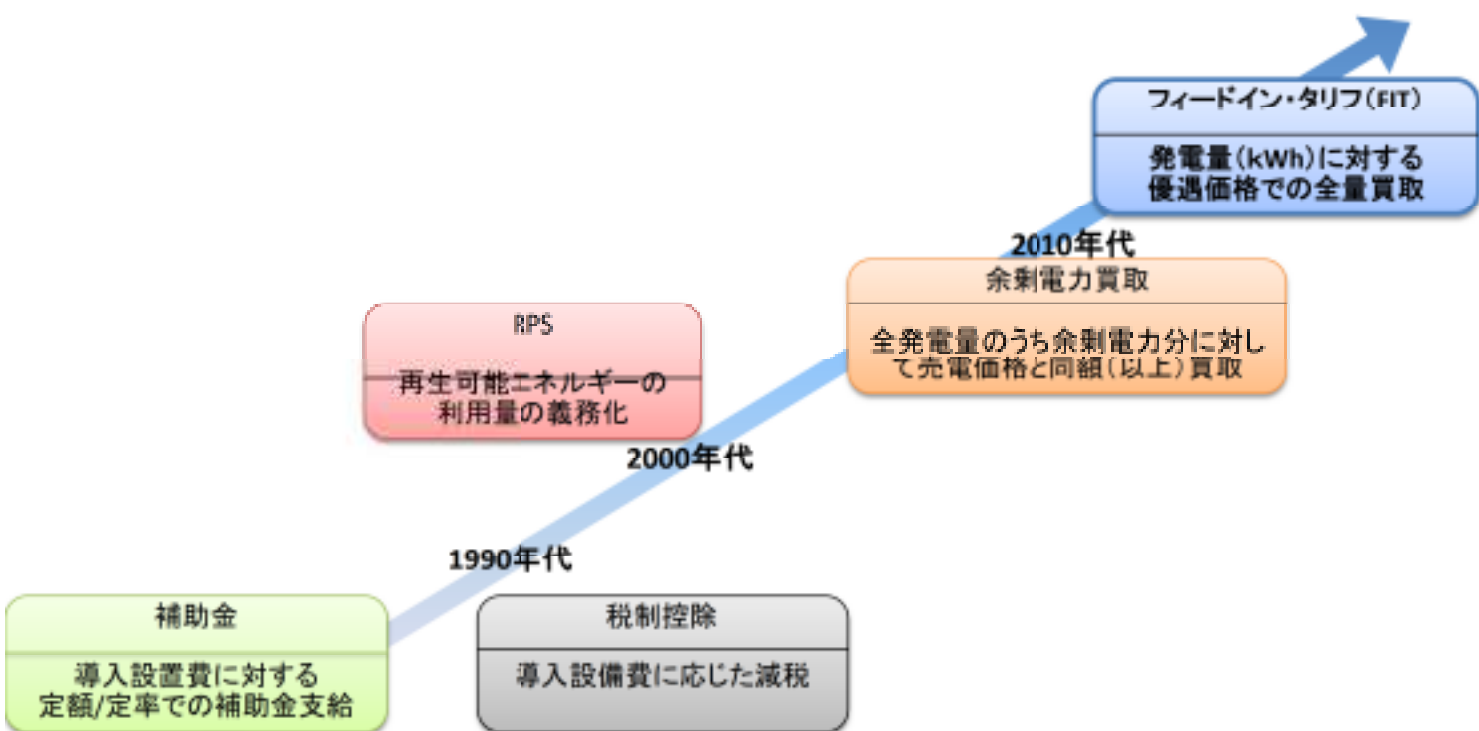 フィードイン・タリフ(FIT)
発電量(kWh)に対する
優遇価格での全量買取
2010年代
余剰電力買取
全発電量のうち余剰電力分に対し
て売電価格と同額(以上)買取
RPS
再生可能エネルギーの
利用量の義務化
2000年代
1990年代
補助金
導入設置費に対する
定額/定率での補助金支給
税制控除
導入設備費に応じた減税